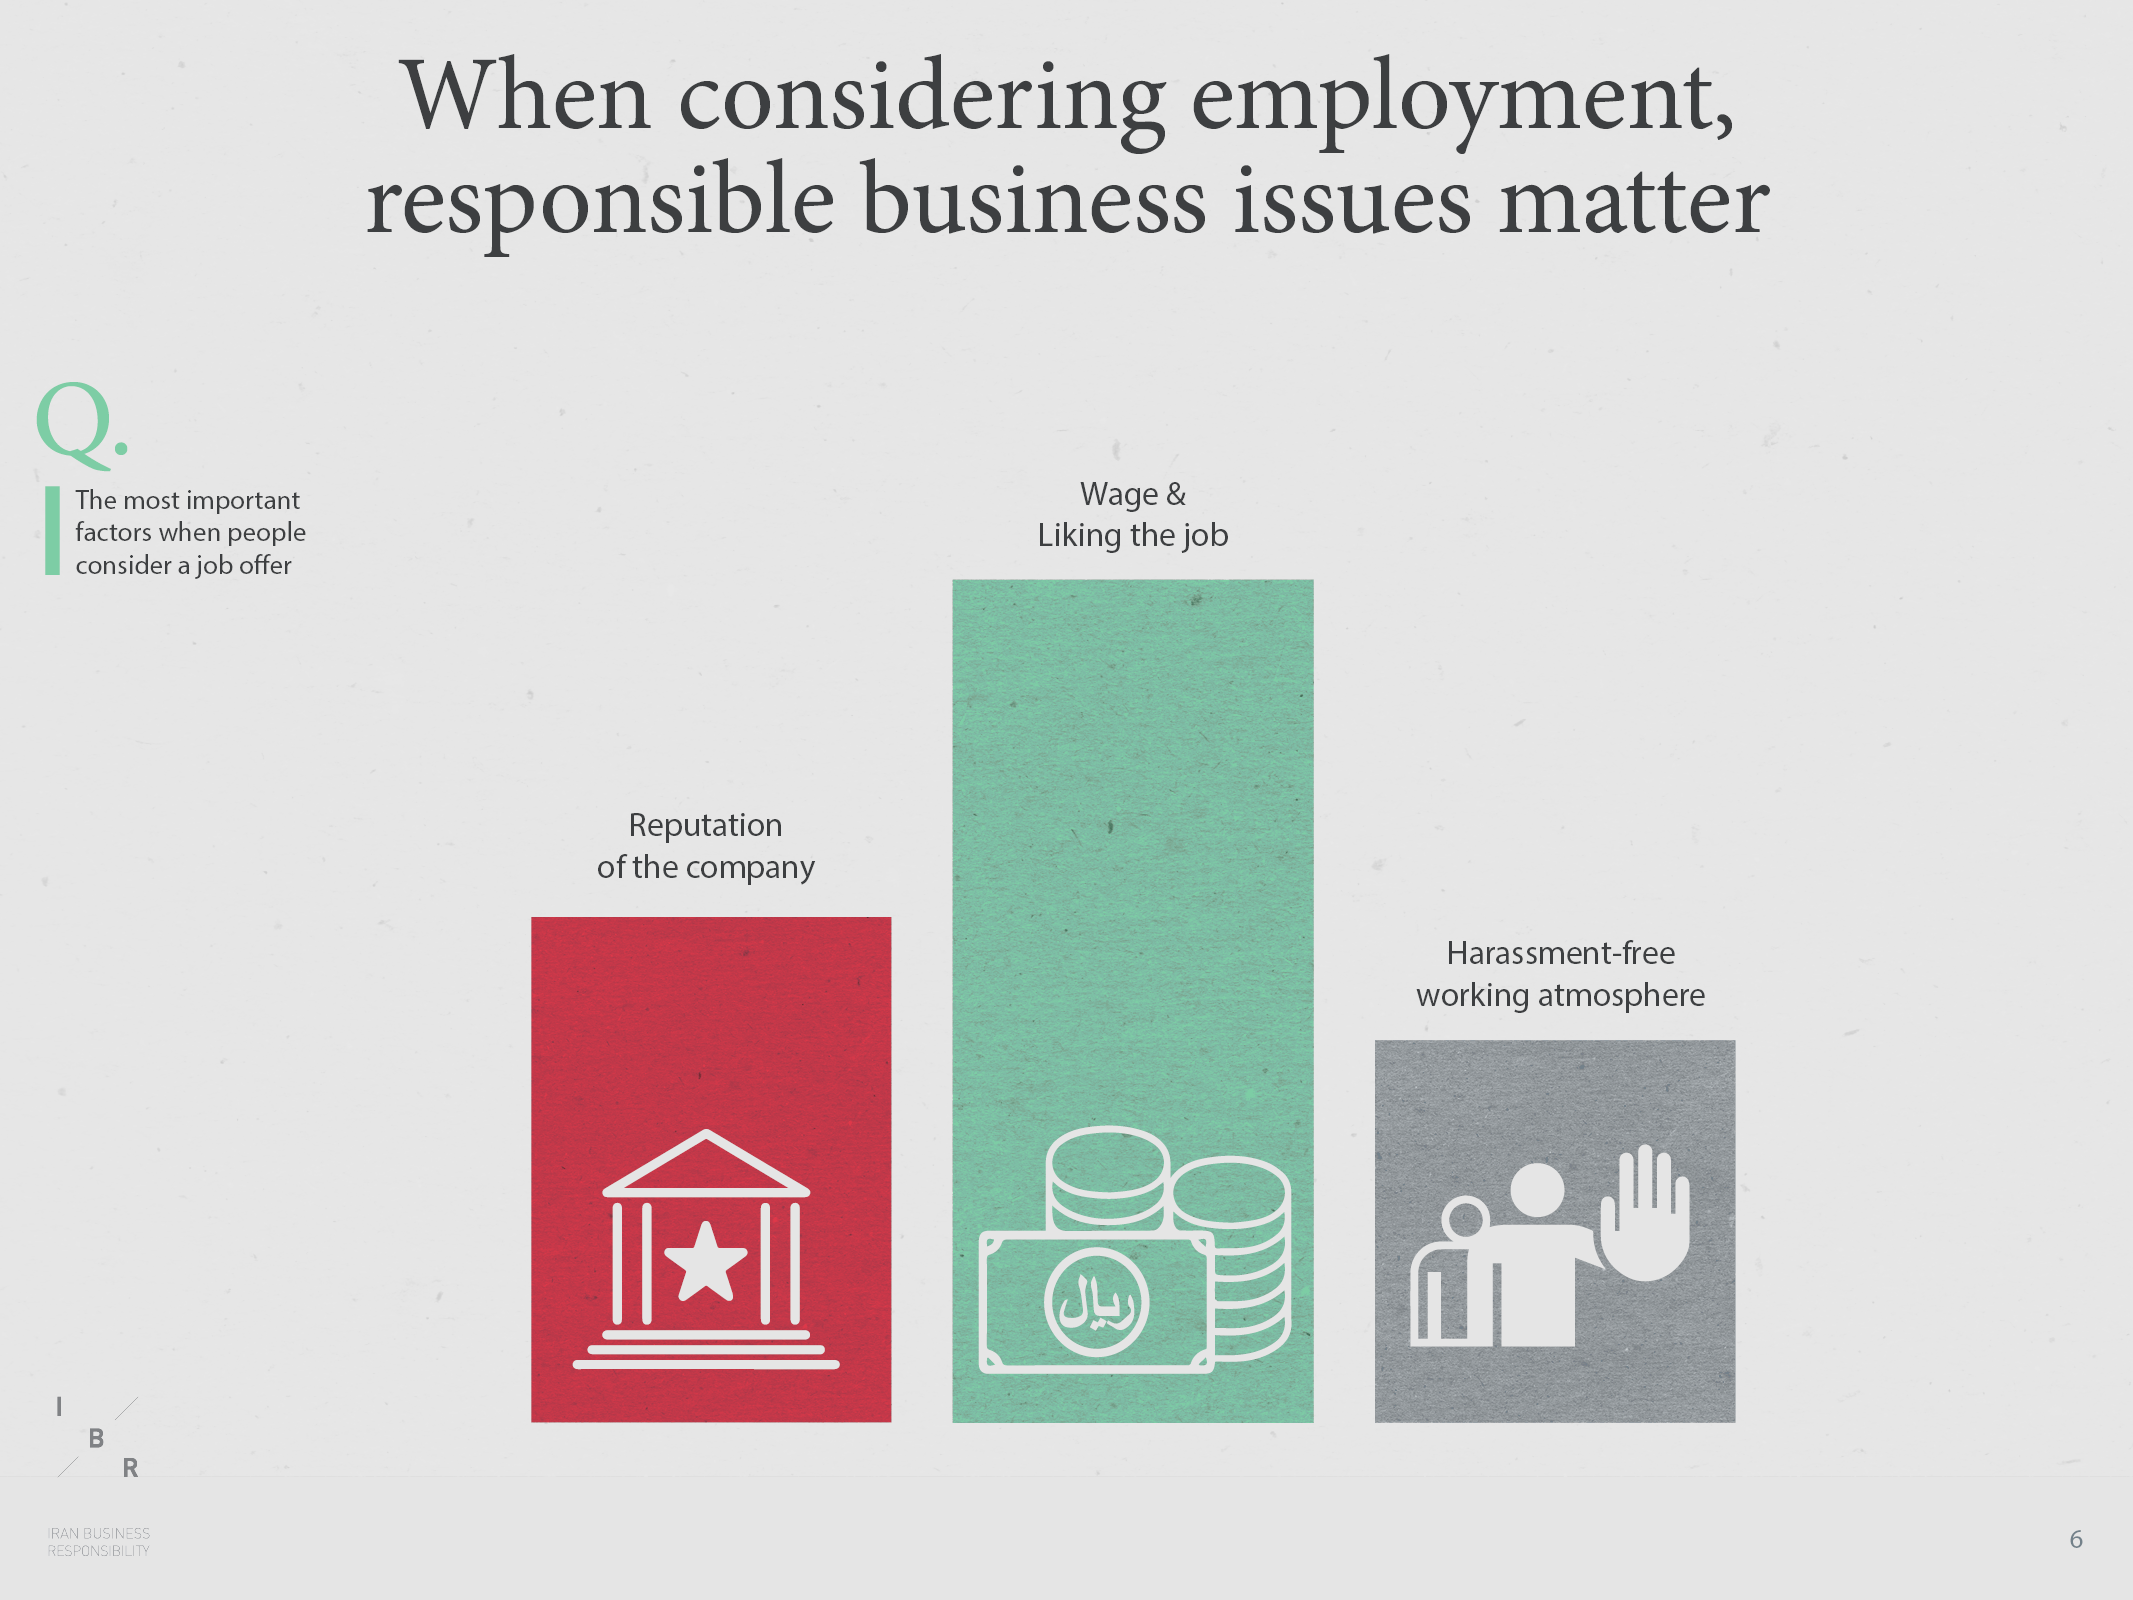 When considering employment,
responsible business issues matter
Q.
The most important
factors when people
consider a job offer
Wage &
Liking the job
Reputation
of the company
Harassment-free
working atmosphere
ریال
I
B
R
IRAN BUSINESS
RESPONSIBILITY
6